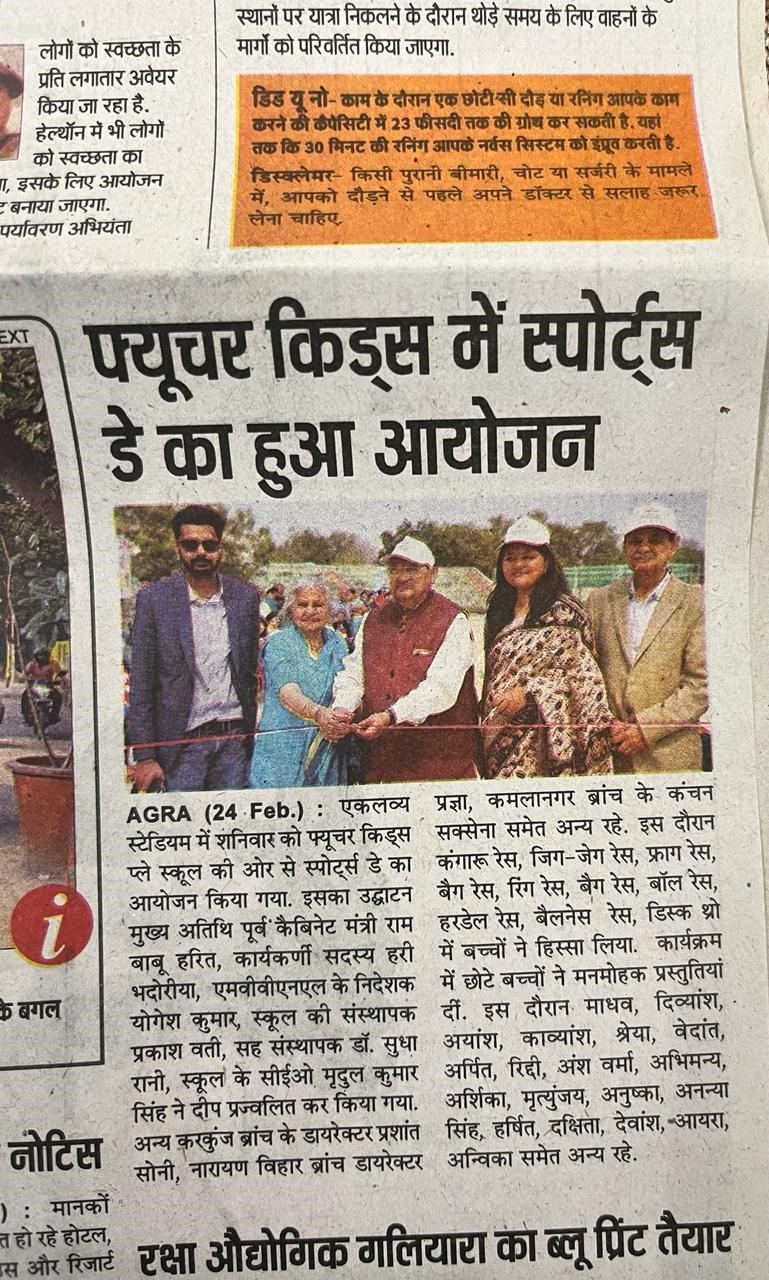 स्थानों पर यात्रा निकलने के दौरान थोड़े समय के लिए वाहनों के
मार्गो को परिवर्तित किया जाएगा.
लोगों को स्वच्छता के
प्रति लगातार अवेयर
किया जा रहा है.
हेल्थॉन में भी लोगों
को स्वच्छता का
इसके लिए आयोजन
बनाया जाएगा.
पर्यावरण अभियंता
डिड यू नो- काम के दौरान एक छोटी सी दौड़ या रनिंग आपके काम
करने की कैपेसिटी में 23 फीसदी तक की ग्रोथ कर सकती है. यहां
तक कि 30 मिनट की रनिंग आपके नर्वस सिस्टम को इंप्रूव करती है.
डिस्क्लेमर- किसी पुरानी बीमारी, चोट या सर्जरी के मामले
में, आपको दौड़ने से पहले अपने डॉक्टर से सलाह जरूर
लेना चाहिए.
EXT
फ्यूचर किड्स में स्पोर्ट्स
डे का हुआ आयोजन
AGRA (24 Feb.) : एकलव्य
स्टेडियम में शनिवार को फ्यूचर किड्स
प्ले स्कूल की ओर से स्पोर्ट्स डे का
आयोजन किया गया. इसका उद्घाटन
मुख्य अतिथि पूर्व कैबिनेट मंत्री राम
बाबू हरित, कार्यकर्णी सदस्य हरी
भदोरीया, एमवीवीएनएल के निदेशक
योगेश कुमार, स्कूल की संस्थापक
प्रकाश वती, सह संस्थापक डॉ. सुधा
रानी, स्कूल के सीईओ मृदुल कुमार
सिंह ने दीप प्रज्वलित कर किया गया.
अन्य करकुंज ब्रांच के डायरेक्टर प्रशांत
सोनी, नारायण विहार ब्रांच डायरेक्टर
प्रज्ञा, कमलानगर ब्रांच के कंचन
सक्सेना समेत अन्य रहे. इस दौरान
कंगारू रेस, जिग-जेग रेस, फ्राग रेस,
बैग रेस, रिंग रेस, बैग रेस, बॉल रेस,
हरडेल रेस, बैलनेस रेस, डिस्क थ्रो
में बच्चों ने हिस्सा लिया. कार्यक्रम
में छोटे बच्चों ने मनमोहक प्रस्तुतियां
दीं. इस दौरान माधव, दिव्यांश,
अयांश, काव्यांश, श्रेया, वेदांत,
अर्पित, रिद्दी, अंश वर्मा, अभिमन्य,
अर्शिका, मृत्युंजय, अनुष्का, अनन्या
सिंह, हर्षित, दक्षिता, देवांश, आयरा,
अन्विका समेत अन्य रहे.
i
के बगल
नोटिस
) : मानकों
हो रहे होटल,
और रिजार्ट
रक्षा औद्योगिक गलियारा का ब्लू प्रिंट तैयार